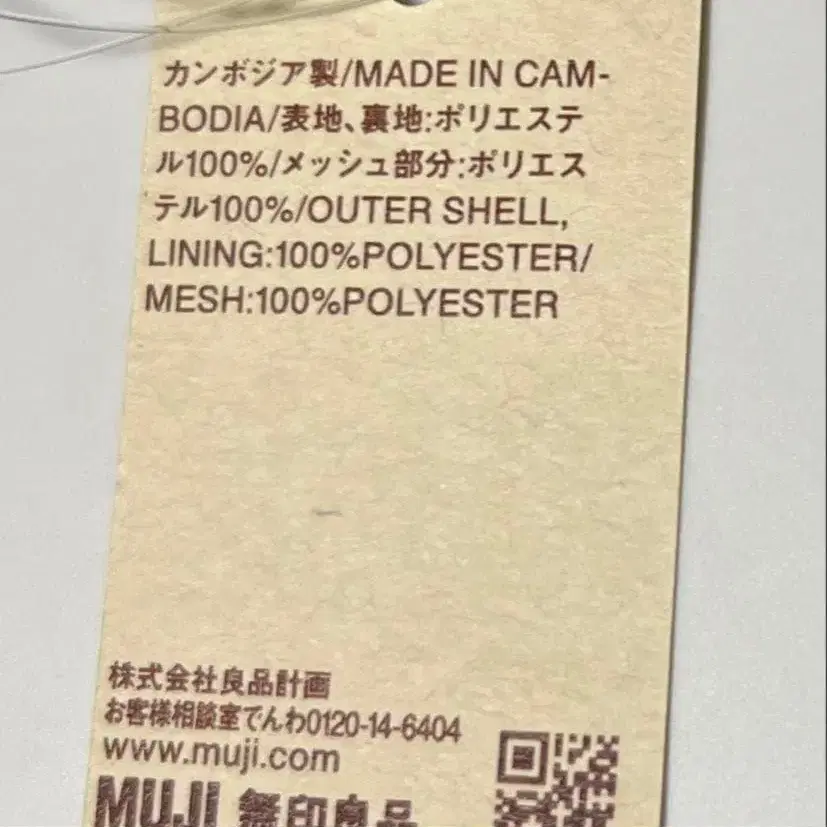 カンボジア製/MADE IN CAM-
BODIA/表地、裏地:ポリエステ
ル100%/メッシュ部分:ポリエス
テル100%/OUTER SHELL,
LINING:100%POLYESTER/
MESH:100%POLYESTER
株式会社良品計画
お客様相談室でんわ0120-14-6404
www.muji.com
MUJI 無印良品